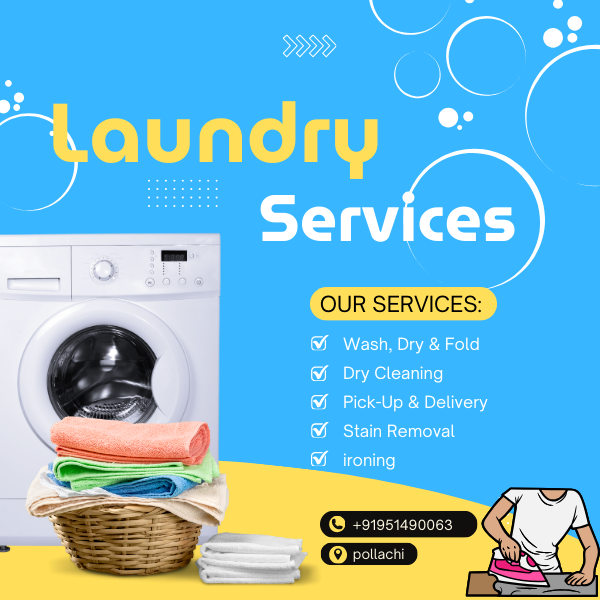 Laundry
Services
OUR SERVICES:
Wash, Dry & Fold
Dry Cleaning
Pick-Up & Delivery
Stain Removal
ironing
+91951490063
pollachi